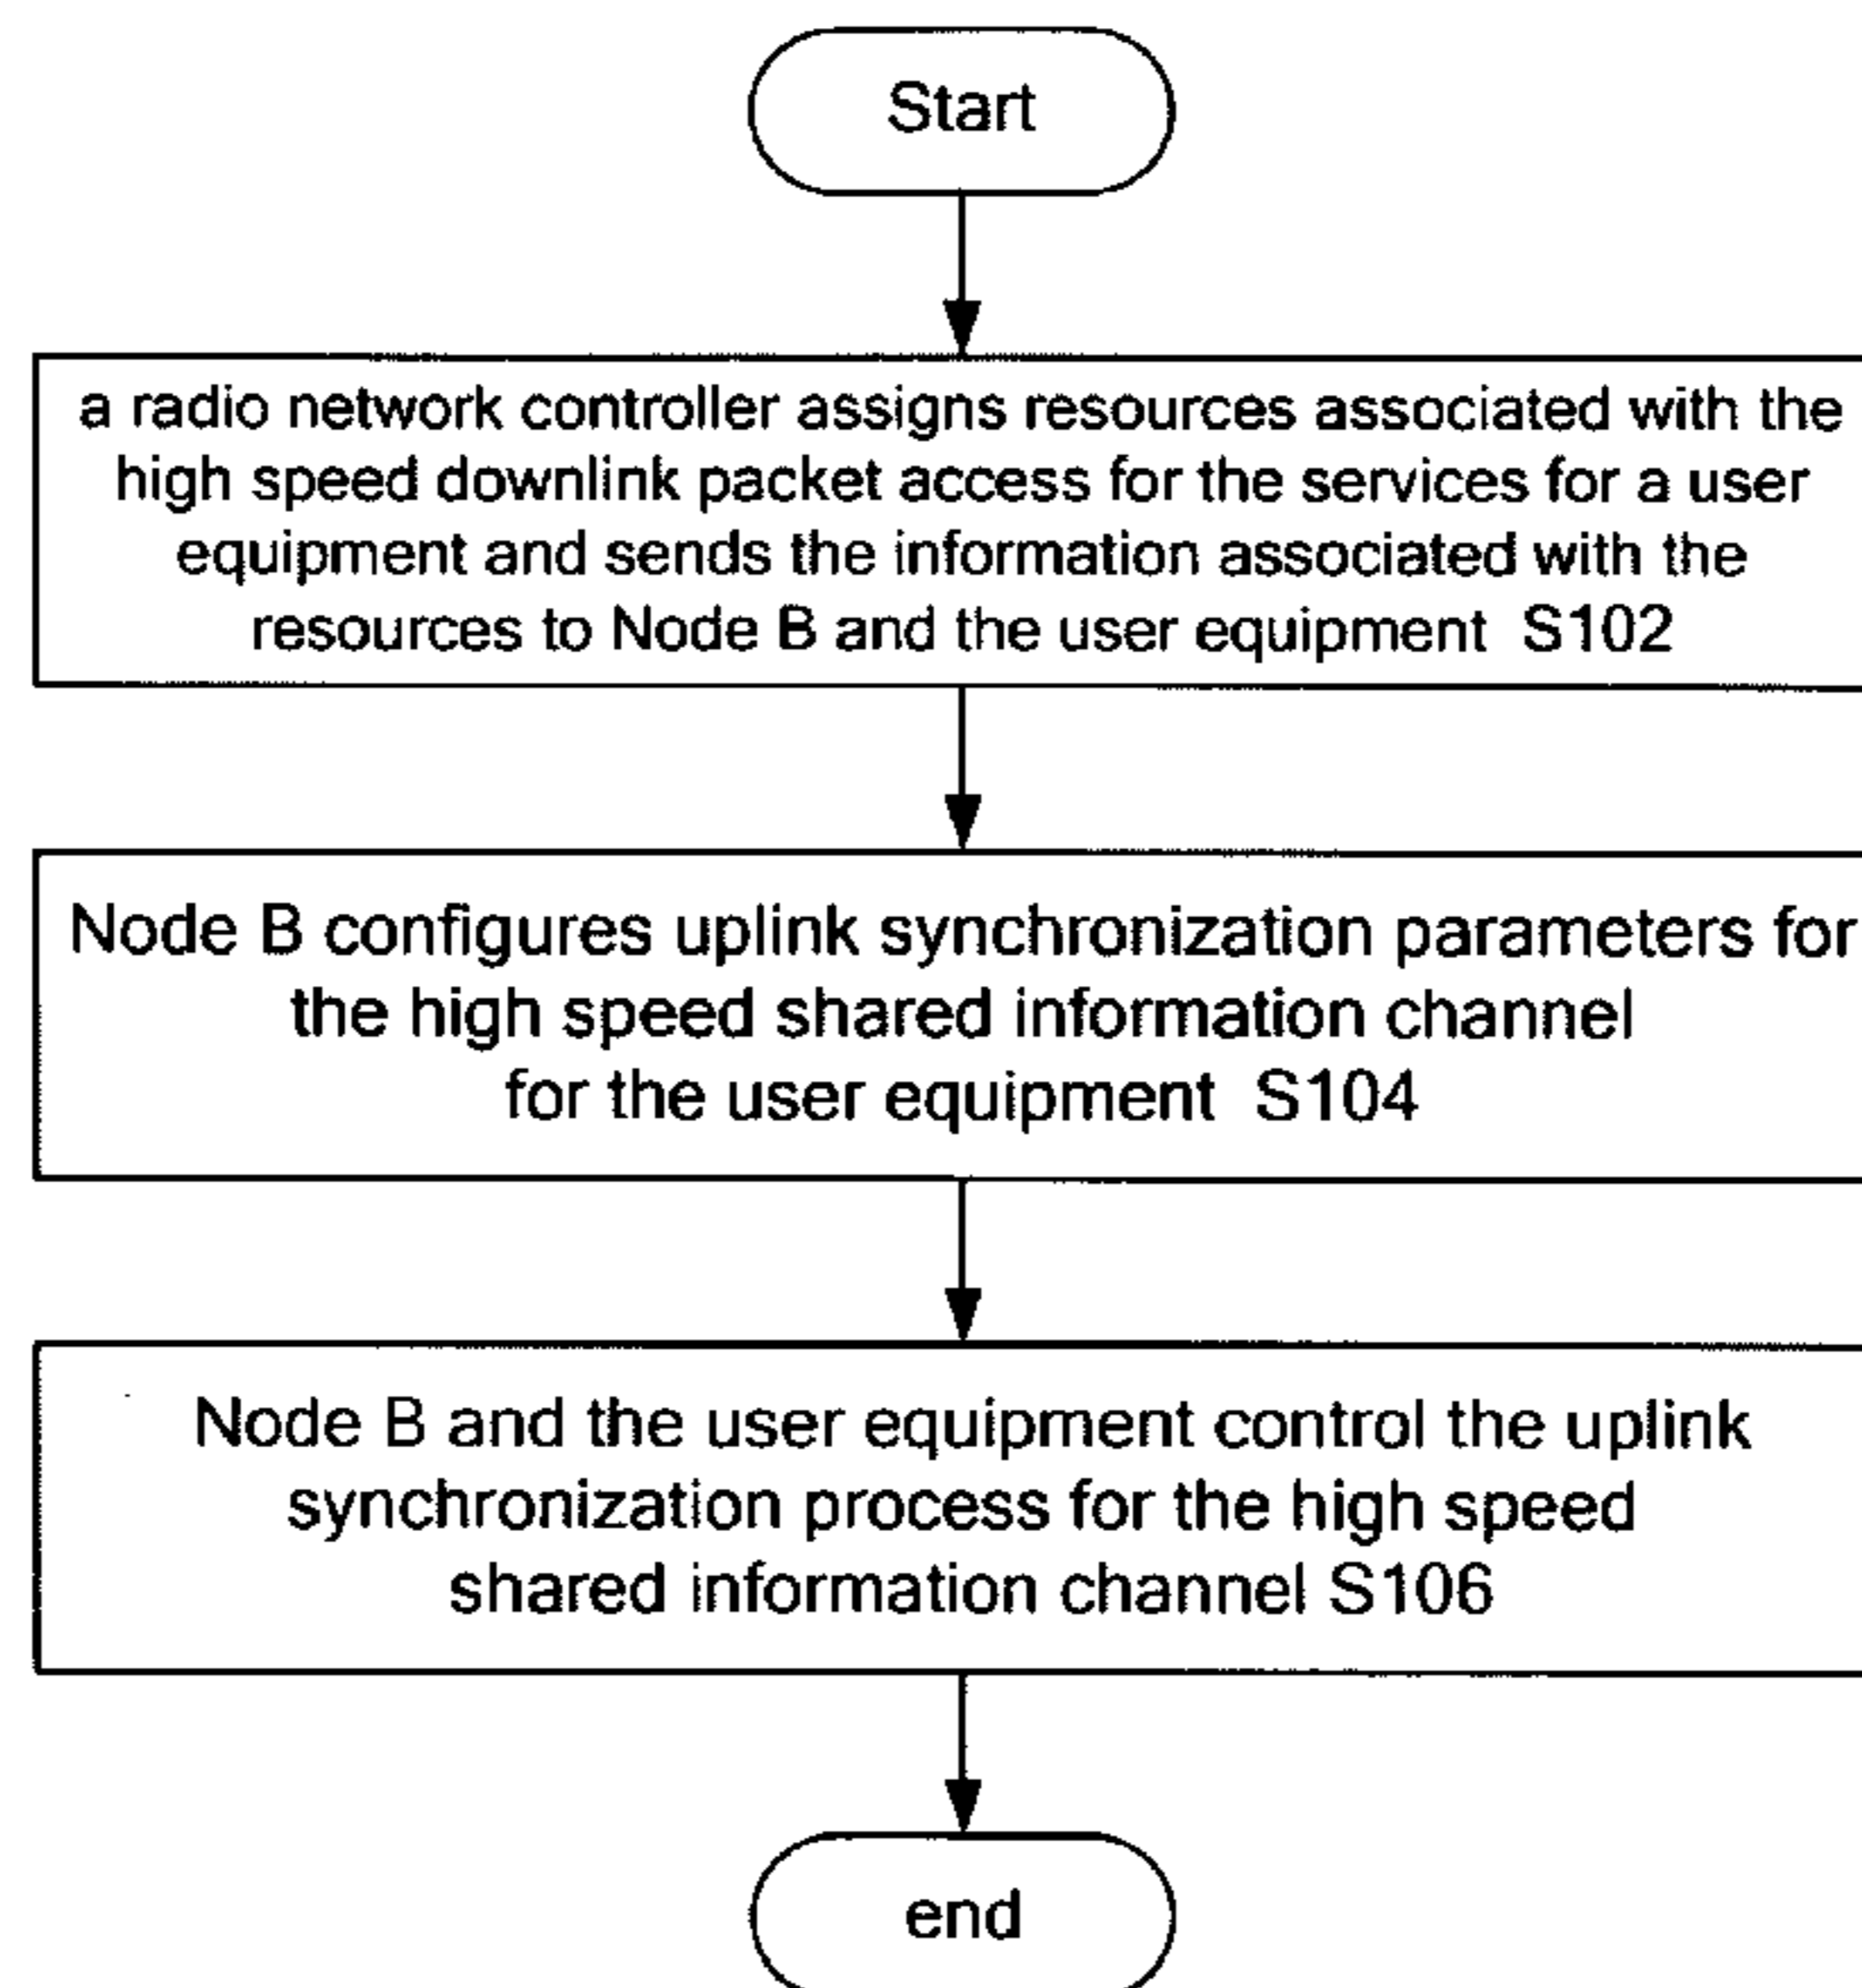 Start
a radio network controller assigns resources associated with the
high speed downlink packet access for the services for a user
equipment and sends the information associated with the
resources to Node B and the user equipment S102
Node B configures uplink synchronization parameters for
the high speed shared information channel
for the user equipment S104
Node B and the user equipment control the uplink
synchronization process for the high speed
shared information channel S106
end